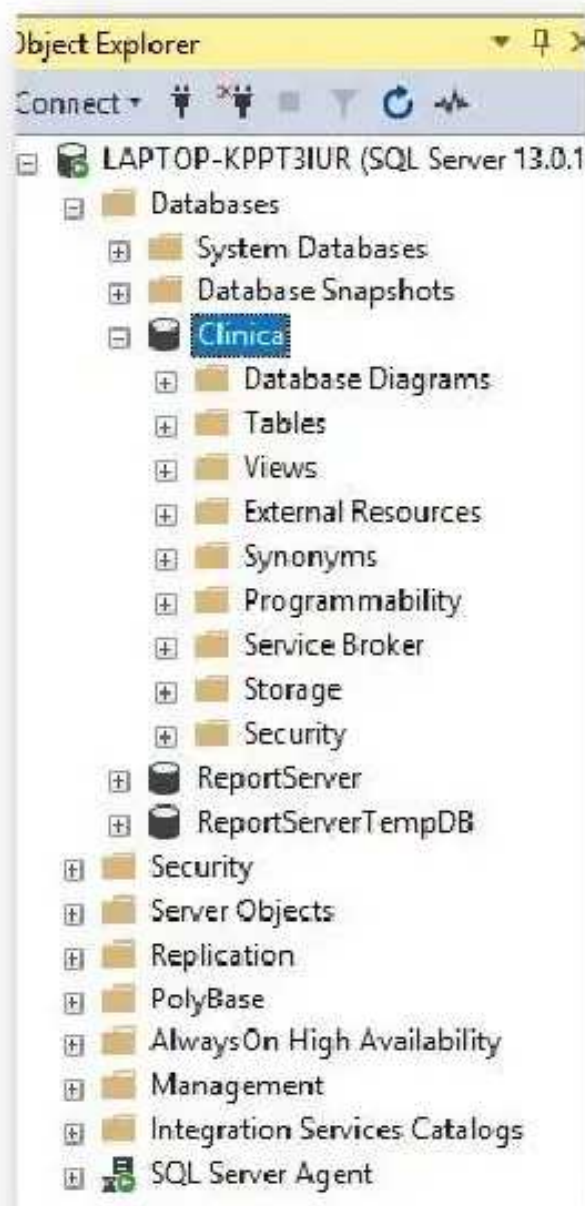 Object Explorer
Connect
LAPTOP-KPPT3IUR (SQL Server 13.0.1
Databases
System Databases
Database Snapshots
Clinica
Database Diagrams
Tables
Views
External Resources
Synonyms
Programmability
Service Broker
Storage
Security
ReportServer
ReportServerTempDB
Security
Server Objects
Replication
PolyBase
AlwaysOn High Availability
Management
Integration Services Catalogs
SQL Server Agent